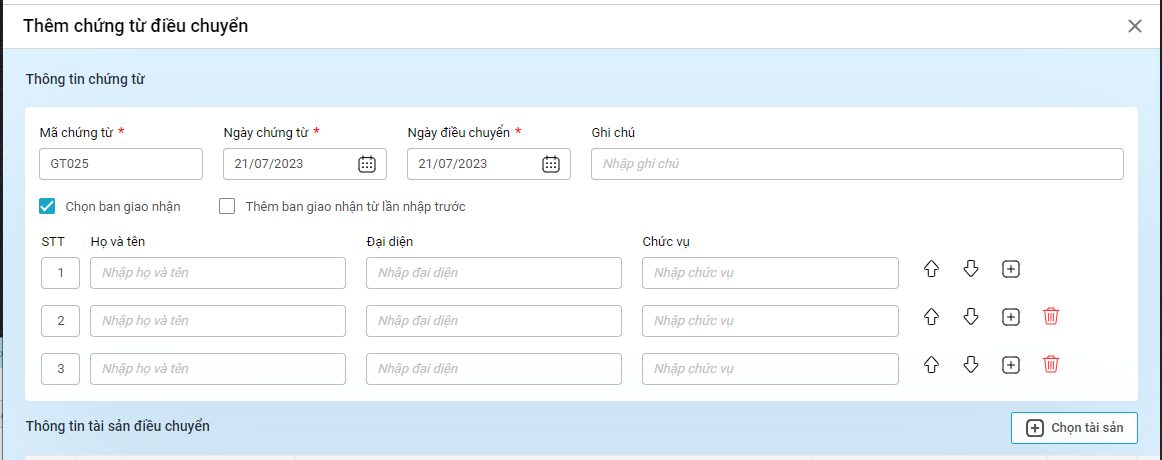 Thêm chứng từ điều chuyển
Thông tin chứng từ
Mã chứng từ * Ngày chứng từ * Ngày điều chuyển * Ghi chú
GT025 21/07/2023 21/07/2023 Nhập ghi chú
Chọn ban giao nhận Thêm ban giao nhận từ lần nhập trước
STT Họ và tên Đại diện Chức vụ
1 Nhập họ và tên Nhập đại diện Nhập chức vụ
2 Nhập họ và tên Nhập đại diện Nhập chức vụ
3 Nhập họ và tên Nhập đại diện Nhập chức vụ
Thông tin tài sản điều chuyển Chọn tài sản